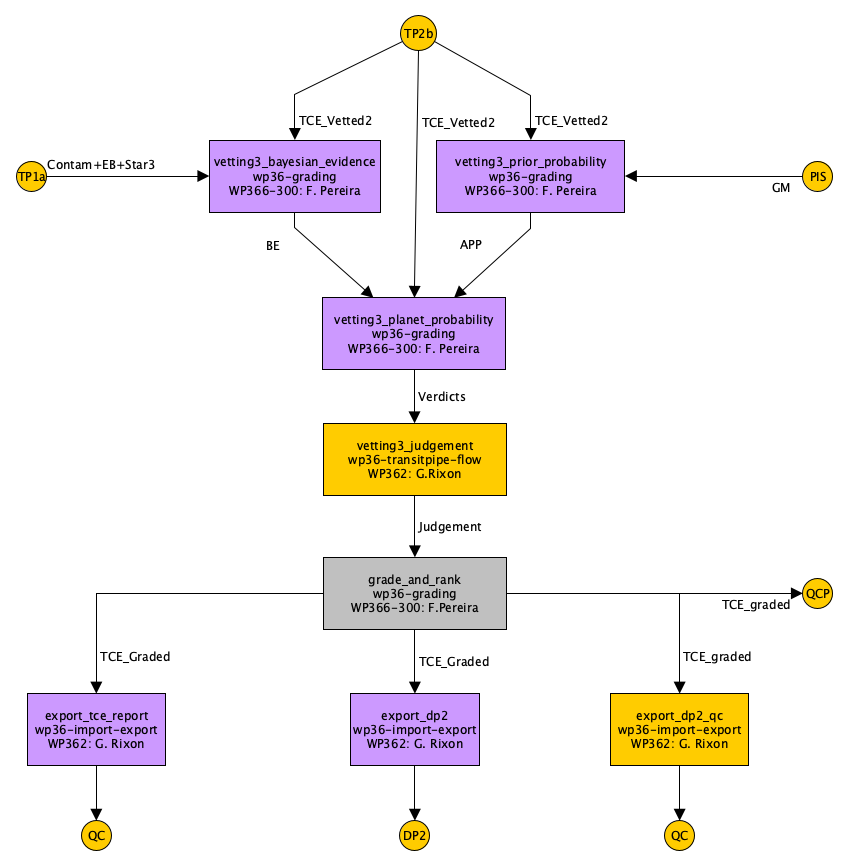 TP2b
TCE_Vetted2
TCE_Vetted2
TCE_Vetted2
TP1a
Contam+EB+Star3
vetting3_bayesian_evidence
wp36-grading
WP366-300: F. Pereira
vetting3_prior_probability
wp36-grading
WP366-300: F. Pereira
PIS
GM
BE
APP
vetting3_planet_probability
wp36-grading
WP366-300: F. Pereira
Verdicts
vetting3_judgement
wp36-transitpipe-flow
WP362: G.Rixon
Judgement
grade_and_rank
wp36-grading
WP366-300: F.Pereira
QCP
TCE_graded
TCE_Graded
TCE_Graded
TCE_graded
export_tce_report
wp36-import-export
WP362: G. Rixon
export_dp2
wp36-import-export
WP362: G. Rixon
export_dp2_qc
wp36-import-export
WP362: G. Rixon
QC
DP2
QC